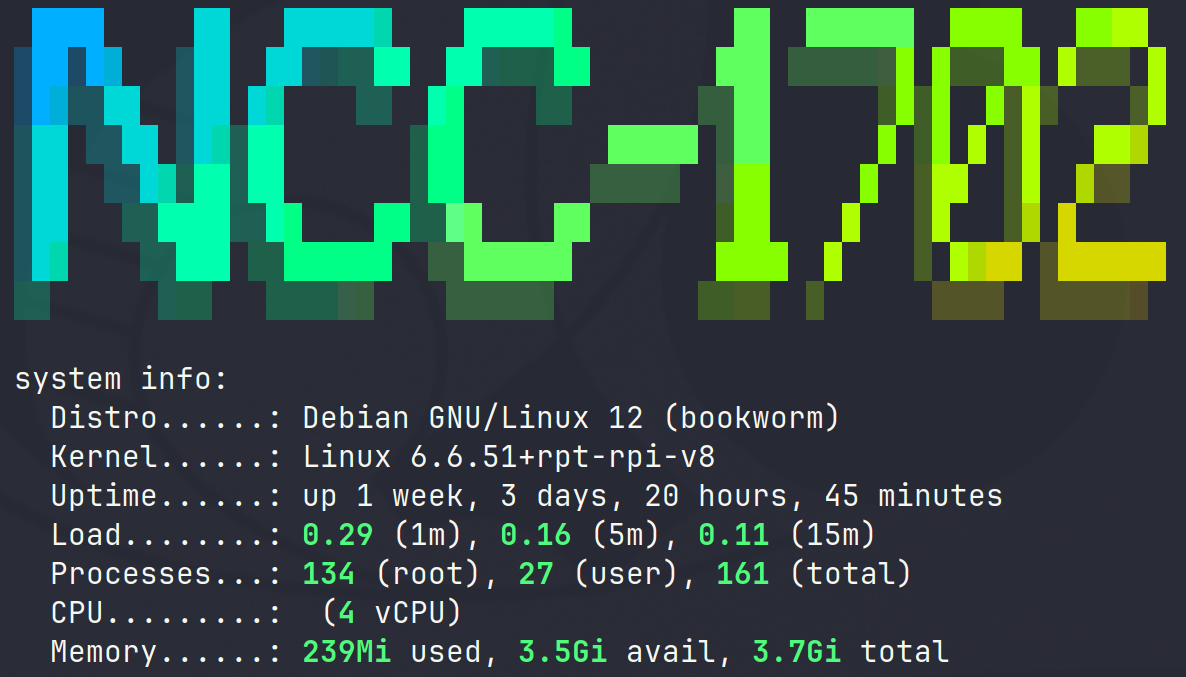 NCC-1702
system info:
  Distro......: Debian GNU/Linux 12 (bookworm)
  Kernel......: Linux 6.6.51+rpt-rpi-v8
  Uptime......: up 1 week, 3 days, 20 hours, 45 minutes
  Load........: 0.29 (1m), 0.16 (5m), 0.11 (15m)
  Processes...: 134 (root), 27 (user), 161 (total)
  CPU.........:  (4 vCPU)
  Memory......: 239Mi used, 3.5Gi avail, 3.7Gi total